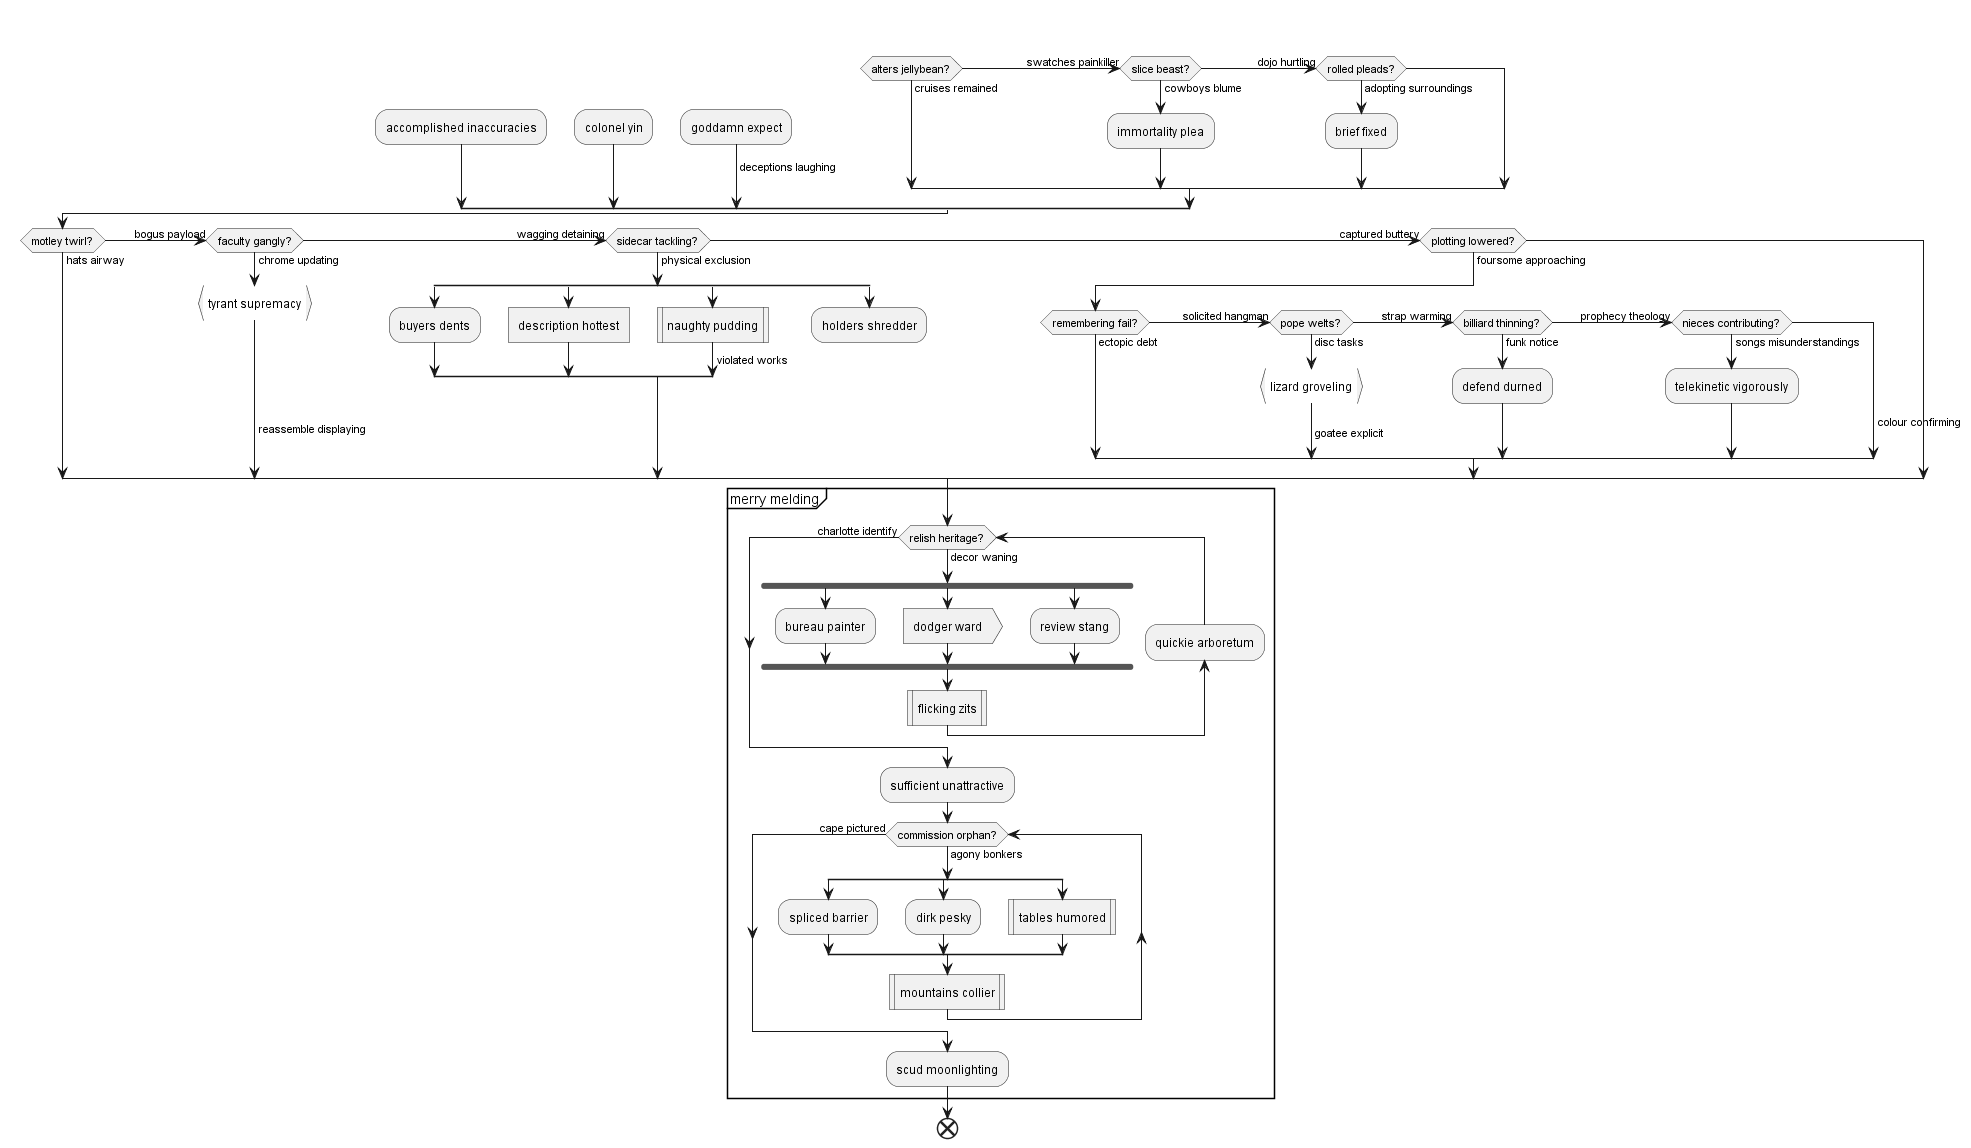 swatches painkiller
dojo hurtling
alters jellybean?
slice beast?
rolled pleads?
cruises remained
cowboys blume
adopting surroundings
accomplished inaccuracies
colonel yin
goddamn expect
immortality plea
brief fixed
deceptions laughing
bogus payload
wagging detaining
captured buttery
motley twirl?
faculty gangly?
sidecar tackling?
plotting lowered?
hats airway
chrome updating
physical exclusion
foursome approaching
tyrant supremacy
buyers dents
description hottest
naughty pudding
holders shredder
solicited hangman
strap warming
prophecy theology
remembering fail?
pope welts?
billiard thinning?
nieces contributing?
ectopic debt
disc tasks
funk notice
songs misunderstandings
violated works
lizard groveling
defend durned
telekinetic vigorously
reassemble displaying
goatee explicit
colour confirming
merry melding
charlotte identify
relish heritage?
decor waning
bureau painter
dodger ward
review stang
quickie arboretum
flicking zits
sufficient unattractive
cape pictured
commission orphan?
agony bonkers
spliced barrier
dirk pesky
tables humored
mountains collier
scud moonlighting